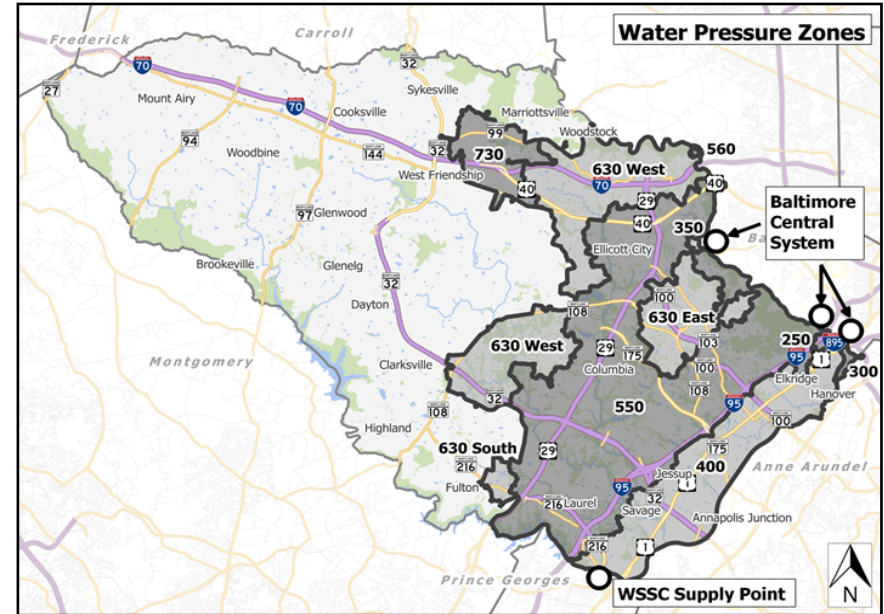 Water Pressure Zones
Frederick
Carroll
32
70
27
Mount Airy
70
Sykesville
Cooksville
Marriottsville
99
Woodstock
94
Woodbine
144
32
730
560
630 West
West Friendship
40
70
40
29
Baltimore
Central
System
97
Glenwood
40
350
Ellicott City
Brookeville
Glenelg
32
100
Dayton
108
630 East
630 West
250
895
29
175
103
95
1
Montgomery
Clarksville
Columbia
100
Elkridge
300
32
108
Hanover
108
550
95
100
Highland
29
175
630 South
400
Anne Arundel
216
Jessup
Fulton
95
1
216
Laurel
32
Savage
Annapolis Junction
216
1
Prince Georges
WSSC Supply Point
N